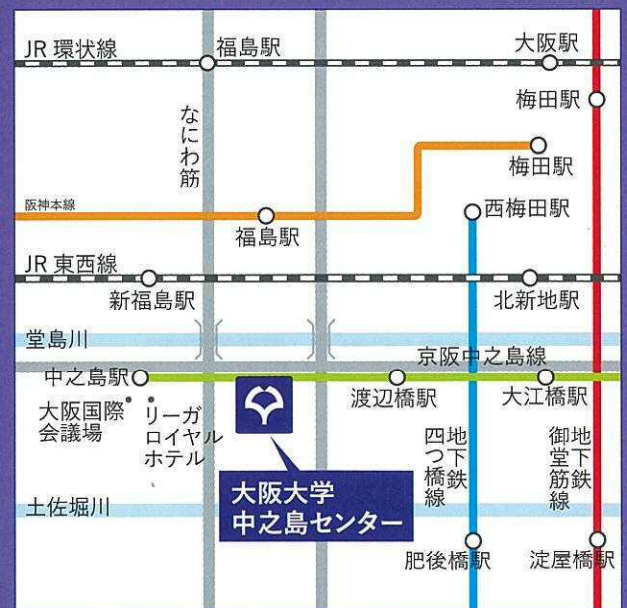 JR 環状線
福島駅
大阪駅
梅田駅
なにわ筋
梅田駅
阪神本線
福島駅
西梅田駅
JR 東西線
新福島駅
北新地駅
堂島川
京阪中之島線
中之島駅
渡辺橋駅
大江橋駅
大阪国際
会議場
リーガ
ロイヤル
ホテル
地下鉄
四つ橋線
地下鉄
御堂筋線
大阪大学
中之島センター
土佐堀川
肥後橋駅
淀屋橋駅